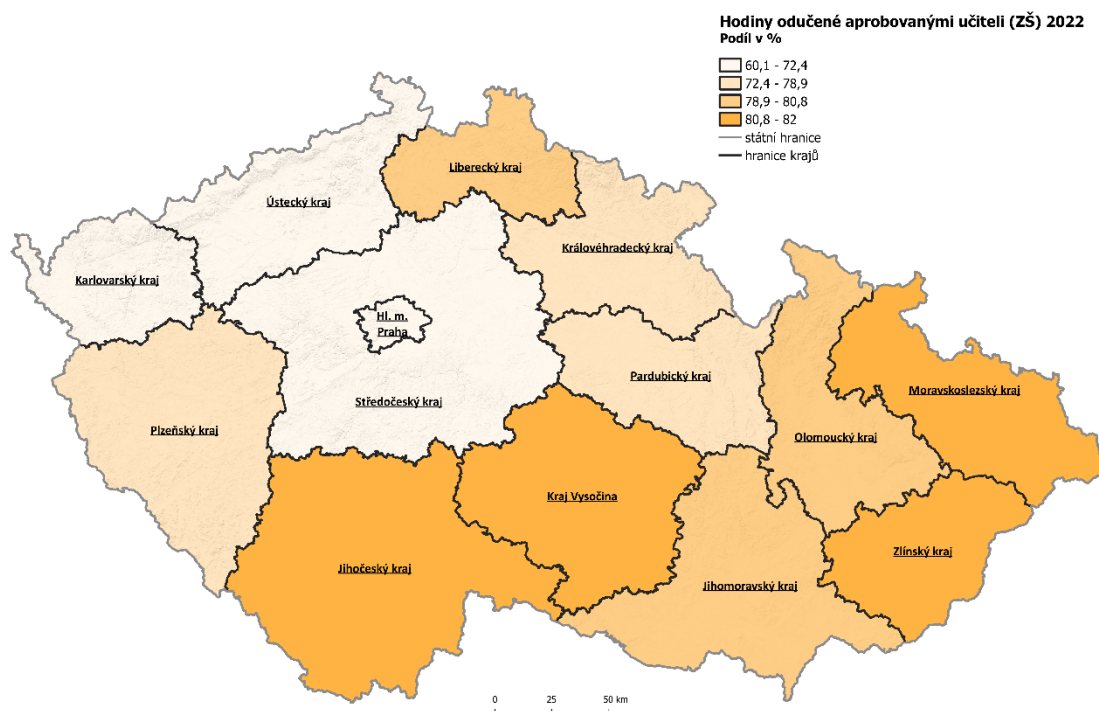 Hodiny odučené aprobovanými učiteli (ZŠ) 2022
Podíl v %
60,1 - 72,4
72,4 - 78,9
78,9 - 80,8
80,8 - 82
státní hranice
hranice krajů
Liberecký kraj
Ústecký kraj
Královéhradecký kraj
Karlovarský kraj
Hl. m.
Praha
Pardubický kraj
Moravskoslezský kraj
Středočeský kraj
Plzeňský kraj
Olomoucký kraj
Kraj Vysočina
Zlínský kraj
Jihočeský kraj
Jihomoravský kraj
0 25 50 km